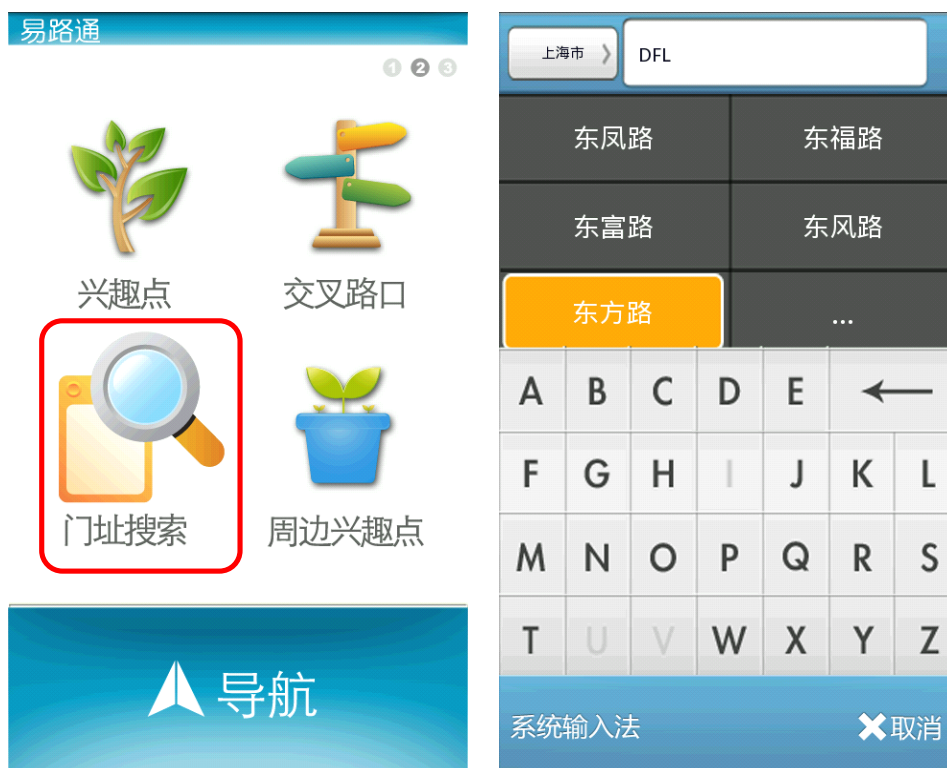 易路通
1 2 3
兴趣点 交叉路口
门址搜索 周边兴趣点
导航
上海市 DFL
东凤路 东福路
东富路 东风路
东方路 ...
A B C D E
F G H I J K L
M N O P Q R S
T U V W X Y Z
系统输入法 取消